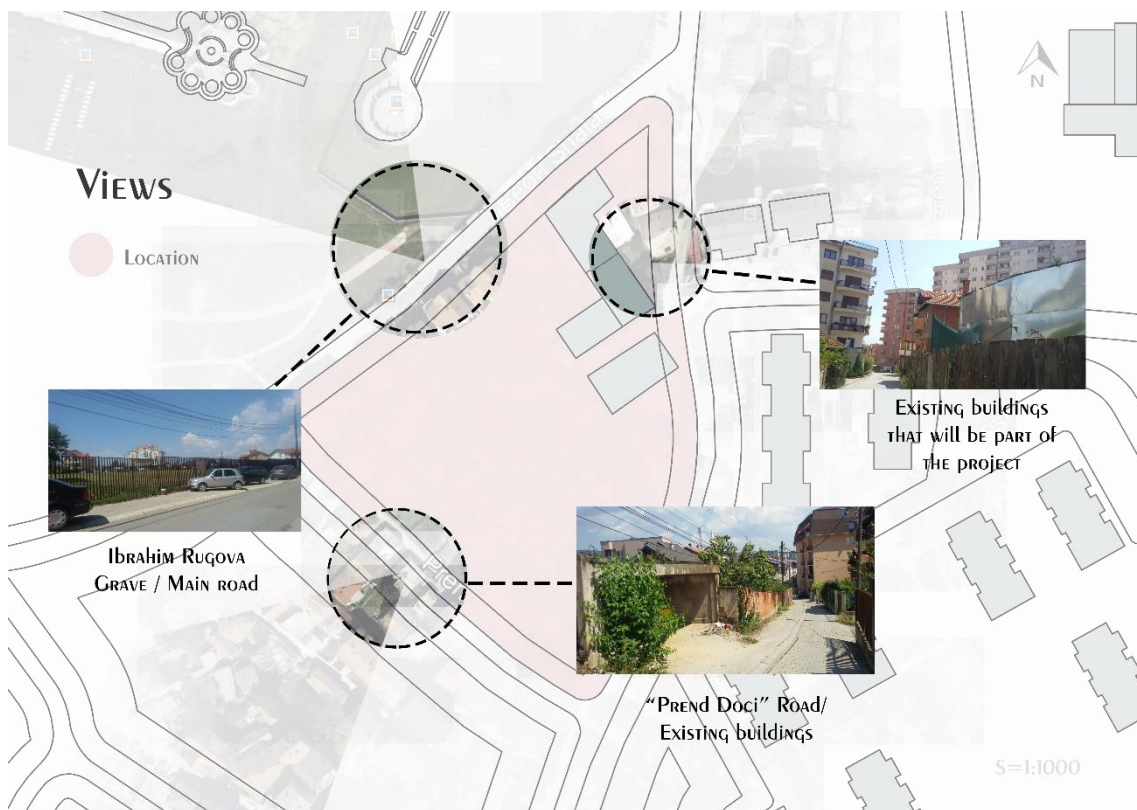 N
Views
Location
Existing buildings
that will be part of
the project
Ibrahim Rugova
Grave / Main road
"Prend Doci" Road/
Existing buildings
S=1:1000